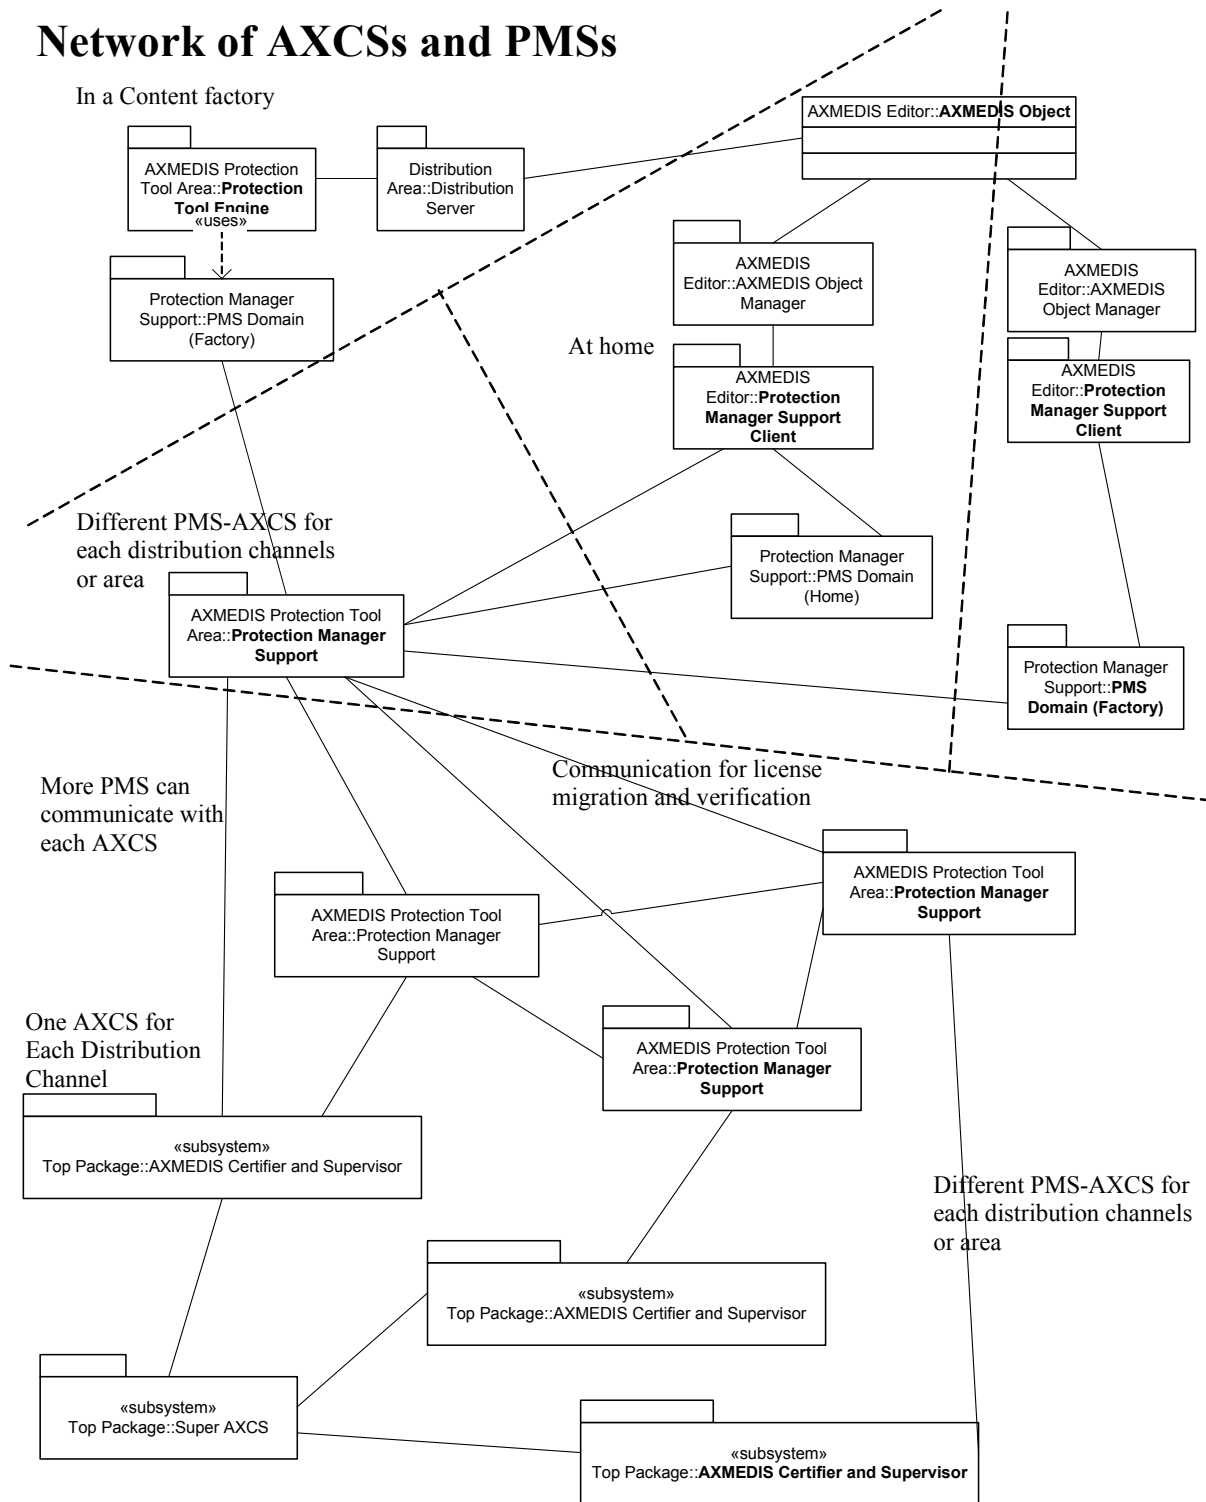 Network of AXCSs and PMSs
In a Content factory
AXMEDIS Editor::AXMEDIS Object
AXMEDIS Protection
Tool Area::Protection
Tool Engine
«uses»
Distribution
Area::Distribution
Server
Protection Manager
Support::PMS Domain
(Factory)
AXMEDIS
Editor::AXMEDIS Object
Manager
AXMEDIS
Editor::AXMEDIS
Object Manager
At home
AXMEDIS
Editor::Protection
Manager Support
Client
AXMEDIS
Editor::Protection
Manager Support
Client
Different PMS-AXCS for
each distribution channels
or area
Protection Manager
Support::PMS Domain
(Home)
AXMEDIS Protection Tool
Area::Protection Manager
Support
Protection Manager
Support::PMS
Domain (Factory)
More PMS can
communicate with
each AXCS
Communication for license
migration and verification
AXMEDIS Protection Tool
Area::Protection Manager
Support
AXMEDIS Protection Tool
Area::Protection Manager
Support
One AXCS for
Each Distribution
Channel
AXMEDIS Protection Tool
Area::Protection Manager
Support
«subsystem»
Top Package::AXMEDIS Certifier and Supervisor
Different PMS-AXCS for
each distribution channels
or area
«subsystem»
Top Package::AXMEDIS Certifier and Supervisor
«subsystem»
Top Package::Super AXCS
«subsystem»
Top Package::AXMEDIS Certifier and Supervisor